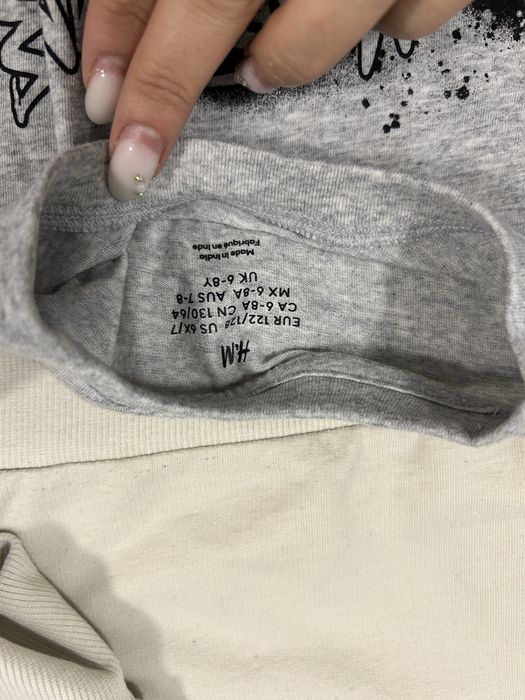 H&M
EUR 122/128 US 6X/7
CA 6-8A CN 130/64
MX 6-8A AUS 7-8
UK 6-8Y
Made in India
Fabriqué en Inde